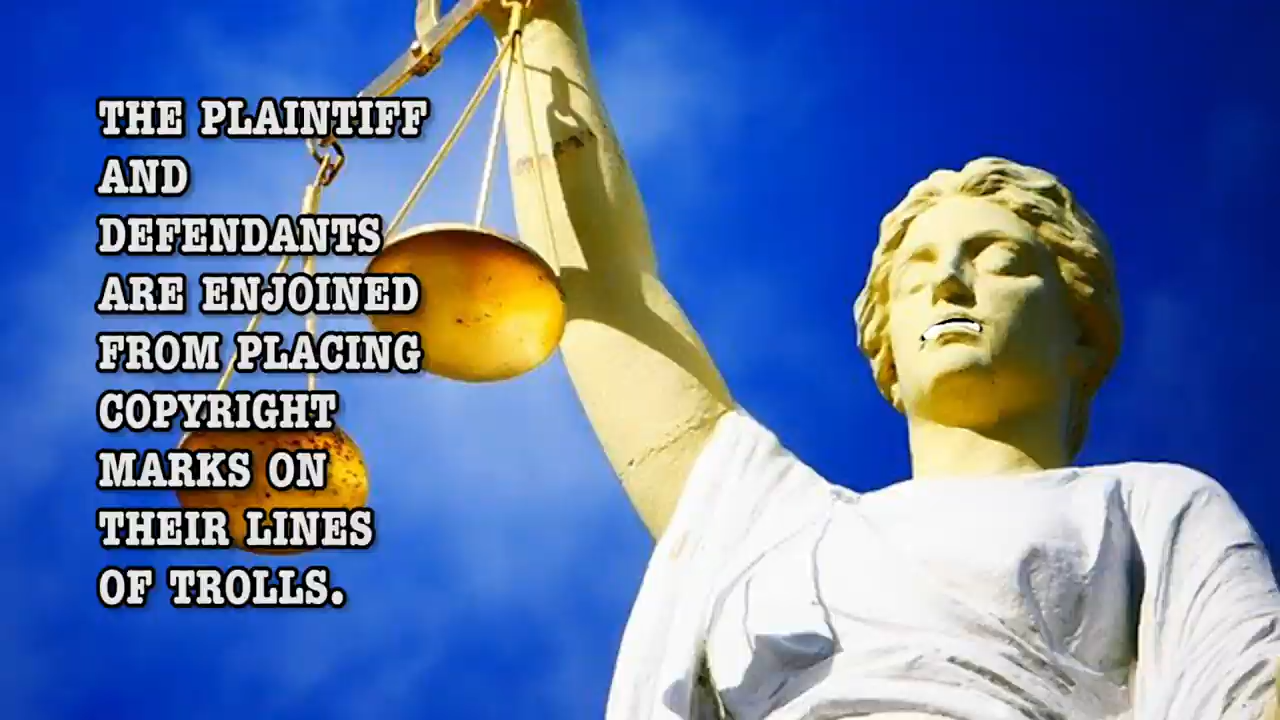 THE PLAINTIFF
AND
DEFENDANTS
ARE ENJOINED
FROM PLACING
COPYRIGHT
MARKS ON
THEIR LINES
OF TROLLS.